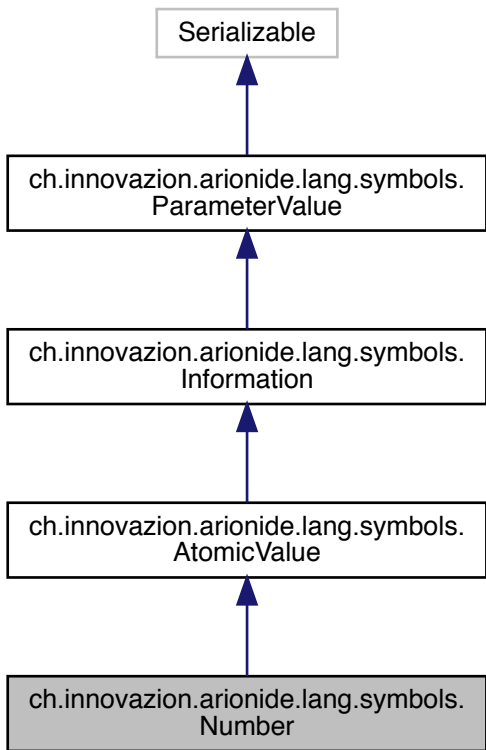 Serializable
ch.innovazion.arionide.lang.symbols.
ParameterValue
ch.innovazion.arionide.lang.symbols.
Information
ch.innovazion.arionide.lang.symbols.
AtomicValue
ch.innovazion.arionide.lang.symbols.
Number